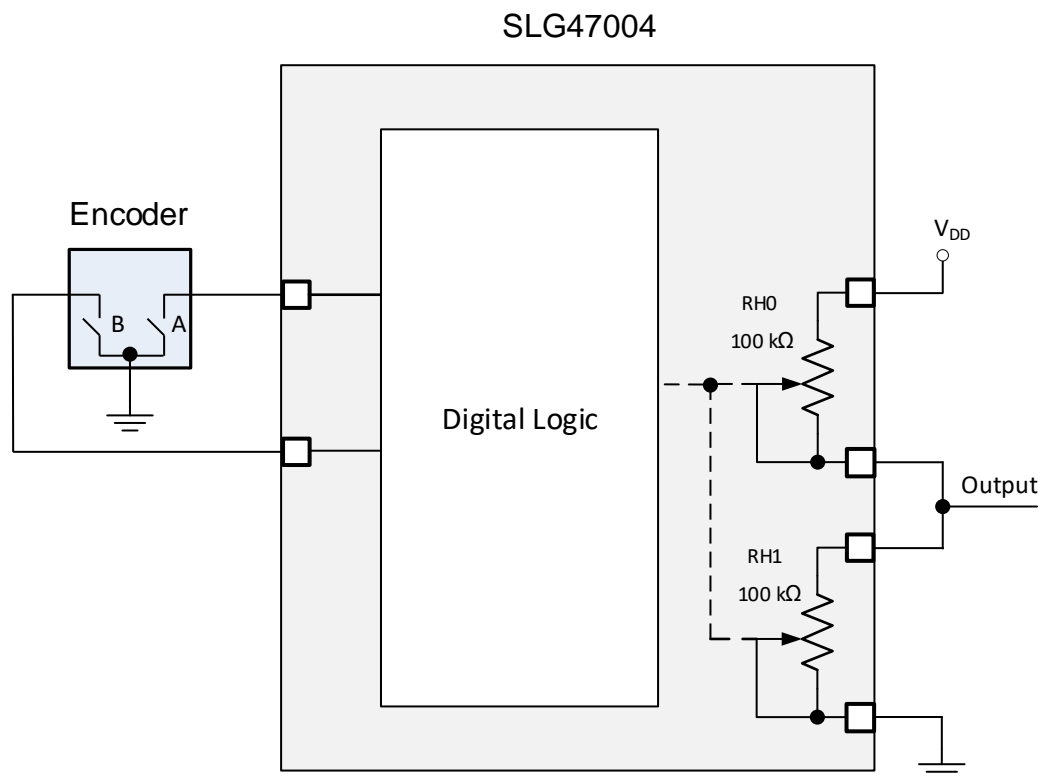 SLG47004
Encoder
B
A
Digital Logic
V_DD
RH0
100 kΩ
Output
RH1
100 kΩ